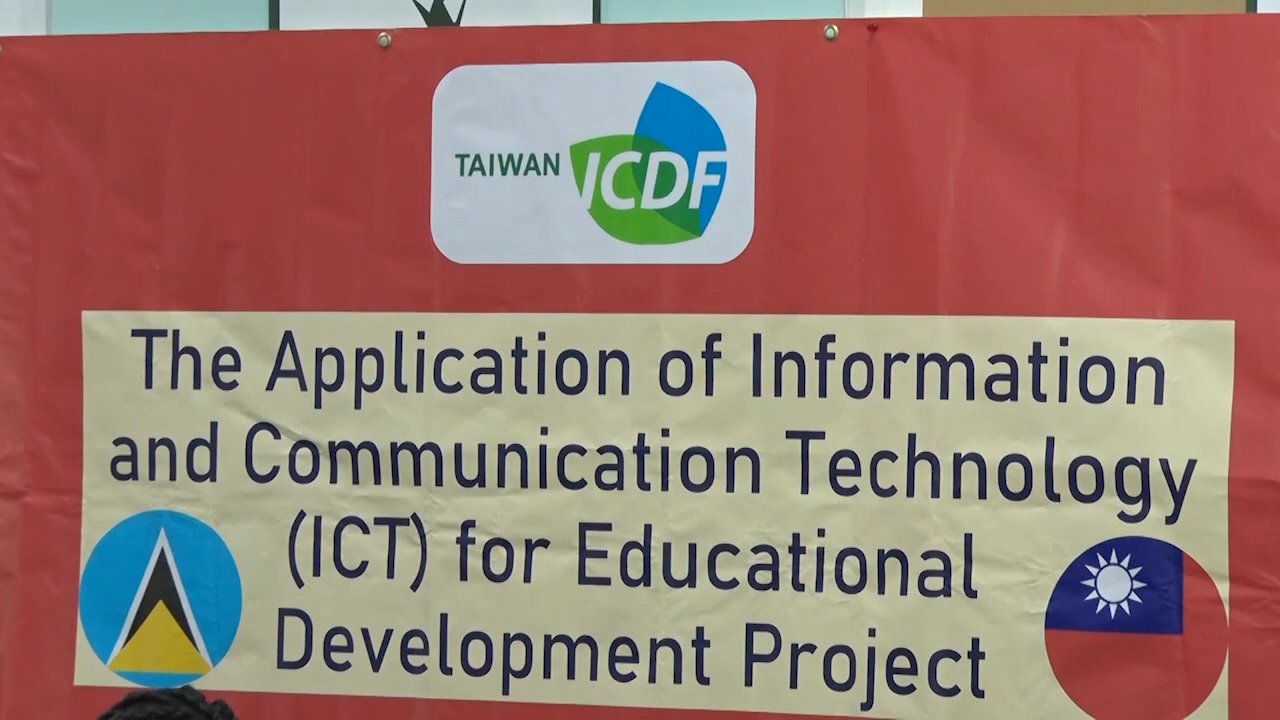 TAIWAN ICDF
The Application of Information
and Communication Technology
(ICT) for Educational
Development Project